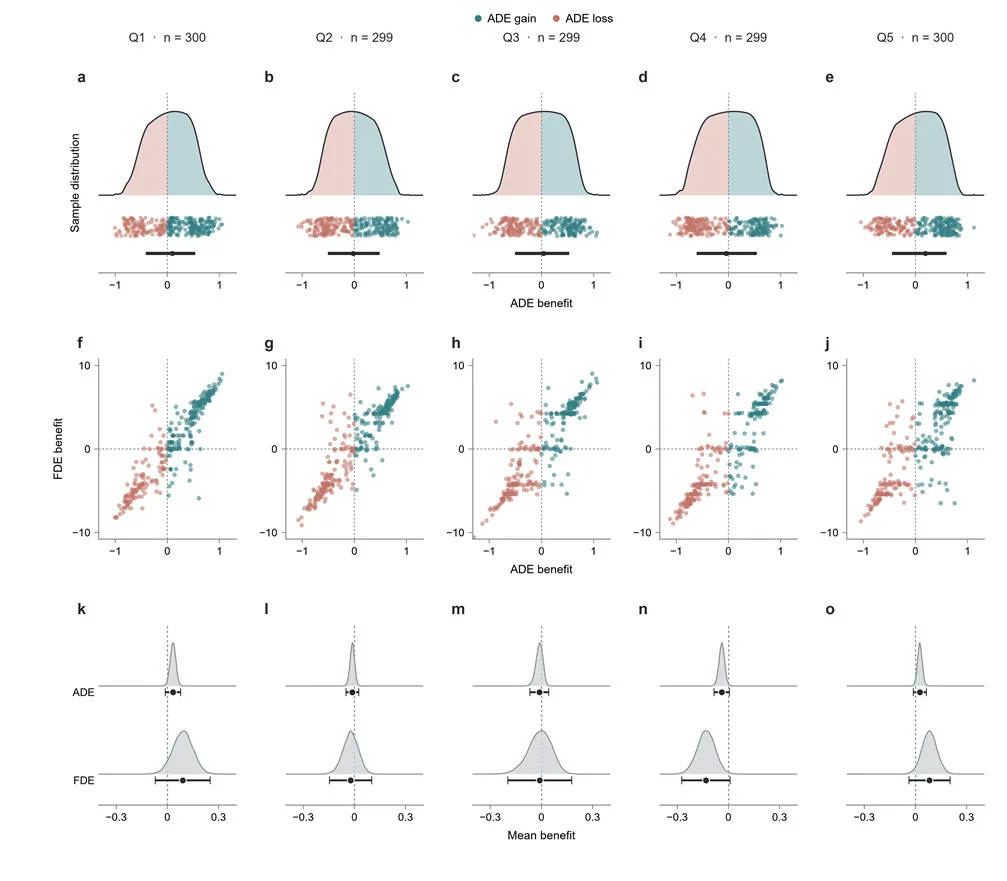 ADE gain ADE loss
Q1 · n = 300 Q2 · n = 299 Q3 · n = 299 Q4 · n = 299 Q5 · n = 300
a b c d e
Sample distribution
−1 0 1 −1 0 1 −1 0 1 −1 0 1 −1 0 1
ADE benefit
f g h i j
10 10 10 10 10
FDE benefit
0 0 0 0 0
−10 −10 −10 −10 −10
−1 0 1 −1 0 1 −1 0 1 −1 0 1 −1 0 1
ADE benefit
k l m n o
ADE
FDE
−0.3 0 0.3 −0.3 0 0.3 −0.3 0 0.3 −0.3 0 0.3 −0.3 0 0.3
Mean benefit